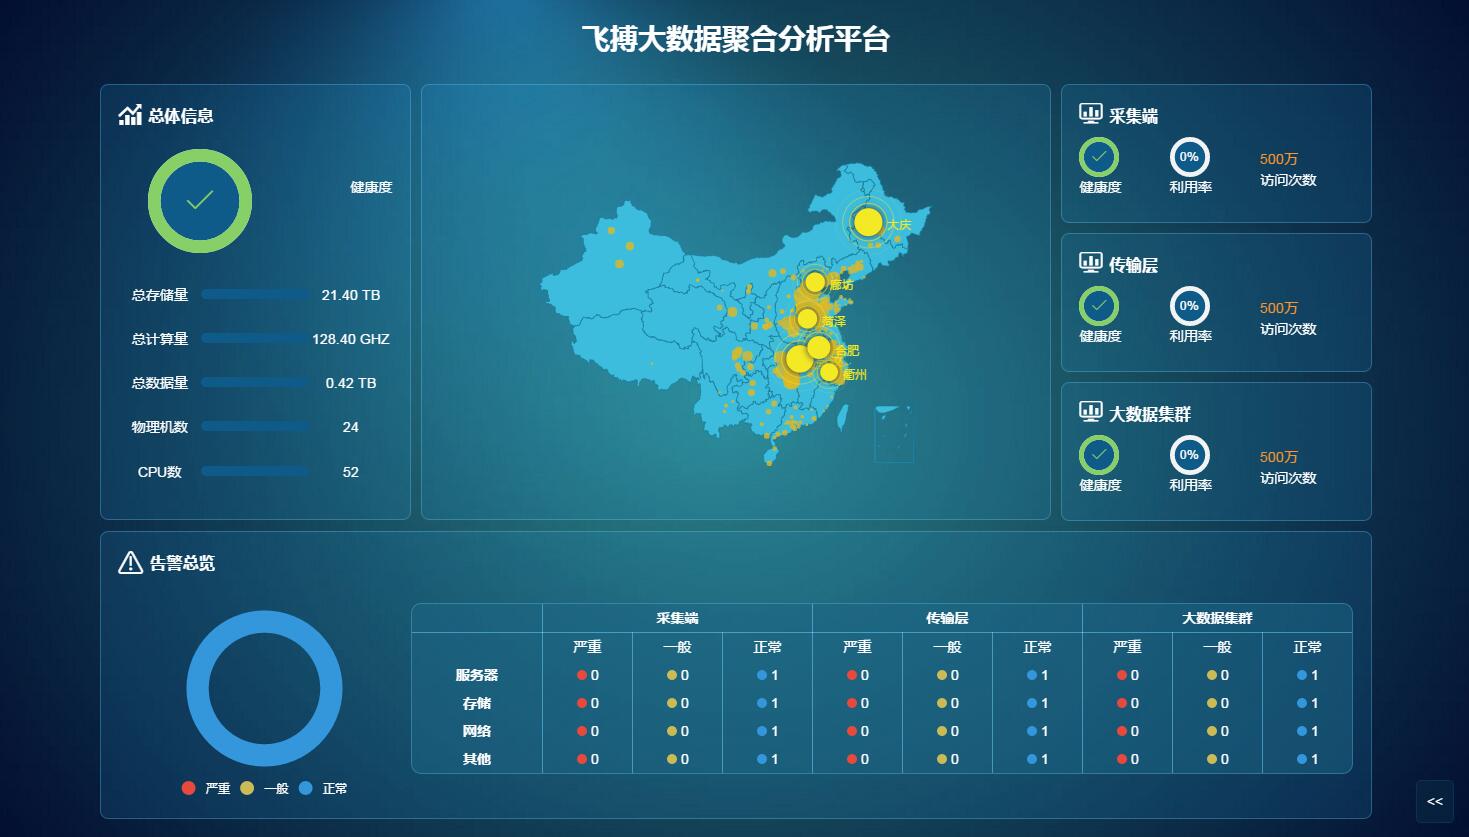 飞搏大数据聚合分析平台
总体信息
健康度
总存储量 21.40 TB
总计算量 128.40 GHZ
总数据量 0.42 TB
物理机数 24
CPU数 52
大庆
廊坊
菏泽
合肥
衢州
采集端
0%
500万
健康度 利用率 访问次数
传输层
0%
500万
健康度 利用率 访问次数
大数据集群
0%
500万
健康度 利用率 访问次数
告警总览
严重 一般 正常
采集端 传输层 大数据集群
严重 一般 正常 严重 一般 正常 严重 一般 正常
服务器 0 0 1 0 0 1 0 0 1
存储 0 0 1 0 0 1 0 0 1
网络 0 0 1 0 0 1 0 0 1
其他 0 0 1 0 0 1 0 0 1
<<